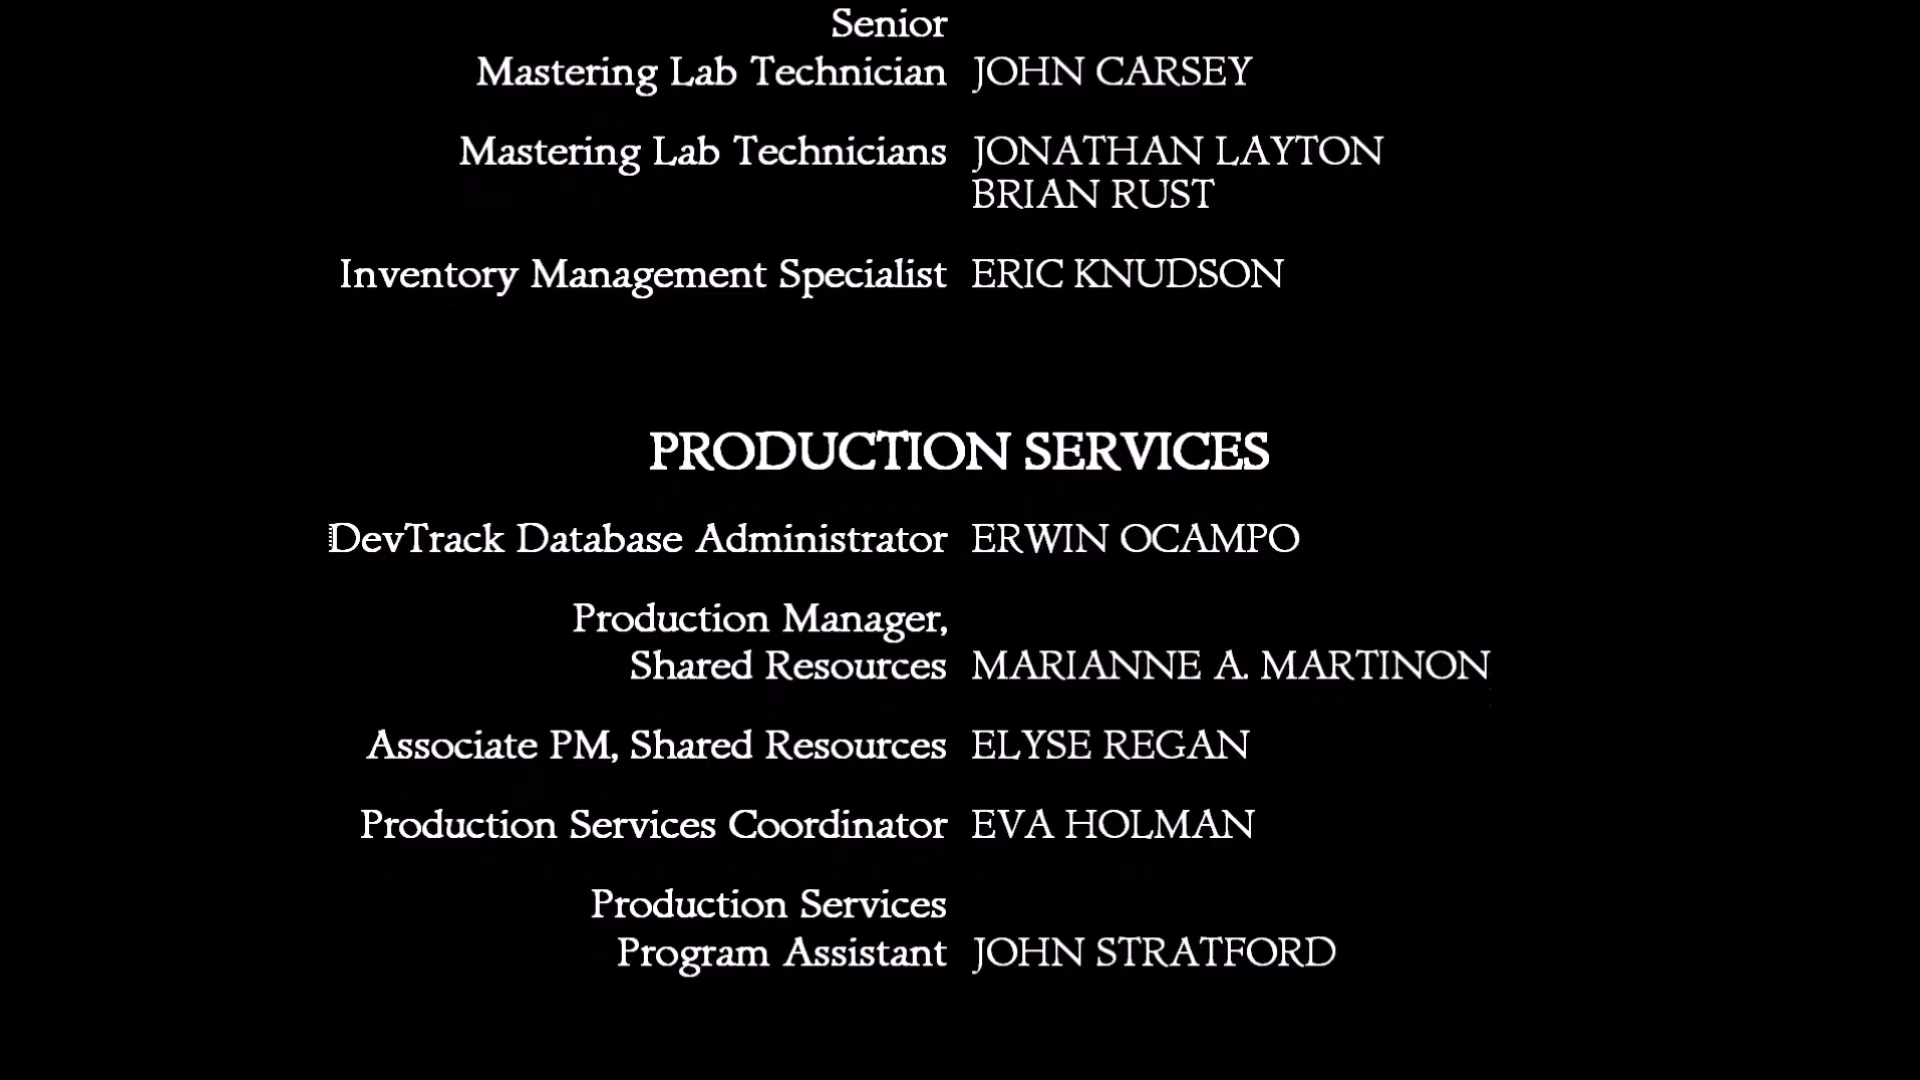 Senior
Mastering Lab Technician JOHN CARSEY
Mastering Lab Technicians JONATHAN LAYTON
BRIAN RUST
Inventory Management Specialist ERIC KNUDSON
PRODUCTION SERVICES
DevTrack Database Administrator ERWIN OCAMPO
Production Manager,
Shared Resources MARIANNE A. MARTINON
Associate PM, Shared Resources ELYSE REGAN
Production Services Coordinator EVA HOLMAN
Production Services
Program Assistant JOHN STRATFORD